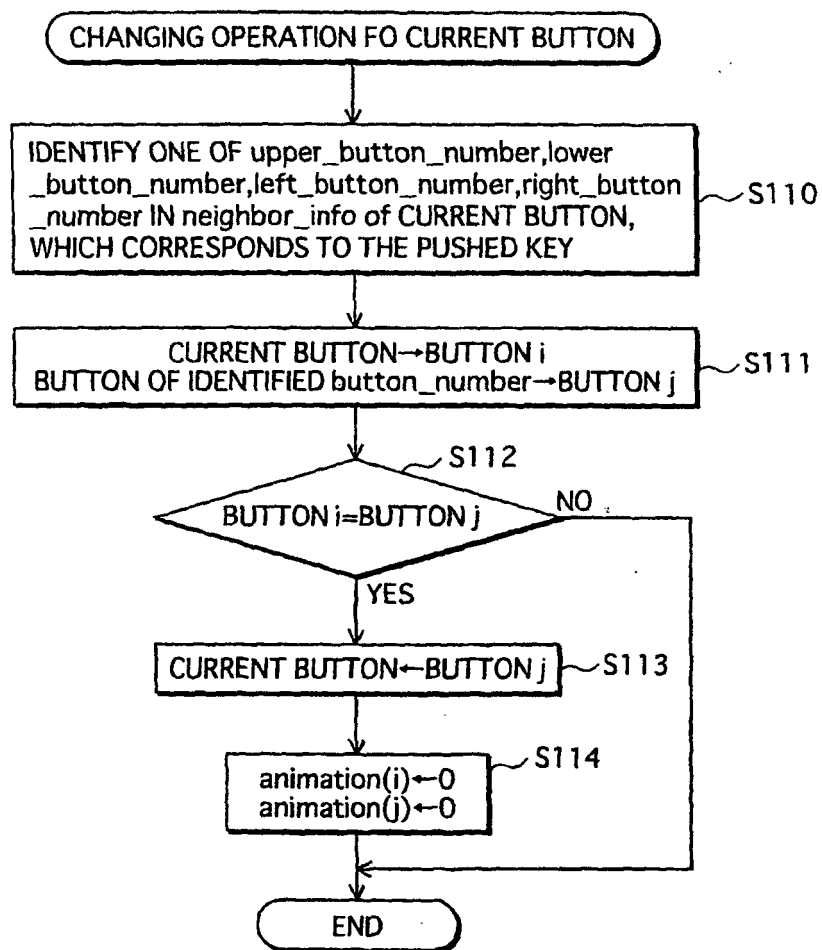 CHANGING OPERATION FO CURRENT BUTTON
IDENTIFY ONE OF upper_button_number,lower
_button_number,left_button_number,right_button
_number IN neighbor_info of CURRENT BUTTON,
WHICH CORRESPONDS TO THE PUSHED KEY
S110
CURRENT BUTTON→BUTTON i
BUTTON OF IDENTIFIED button_number→BUTTON j
S111
S112
BUTTON i=BUTTON j
NO
YES
CURRENT BUTTON←BUTTON j
S113
S114
animation(i)←0
animation(j)←0
END